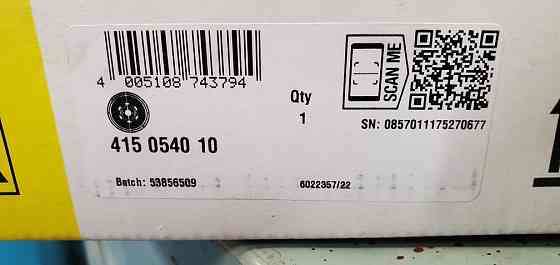 4 005108 743794
Qty
1
SCAN ME
SN: 0857011175270677
415 0540 10
Batch: 53856509
6022357/22